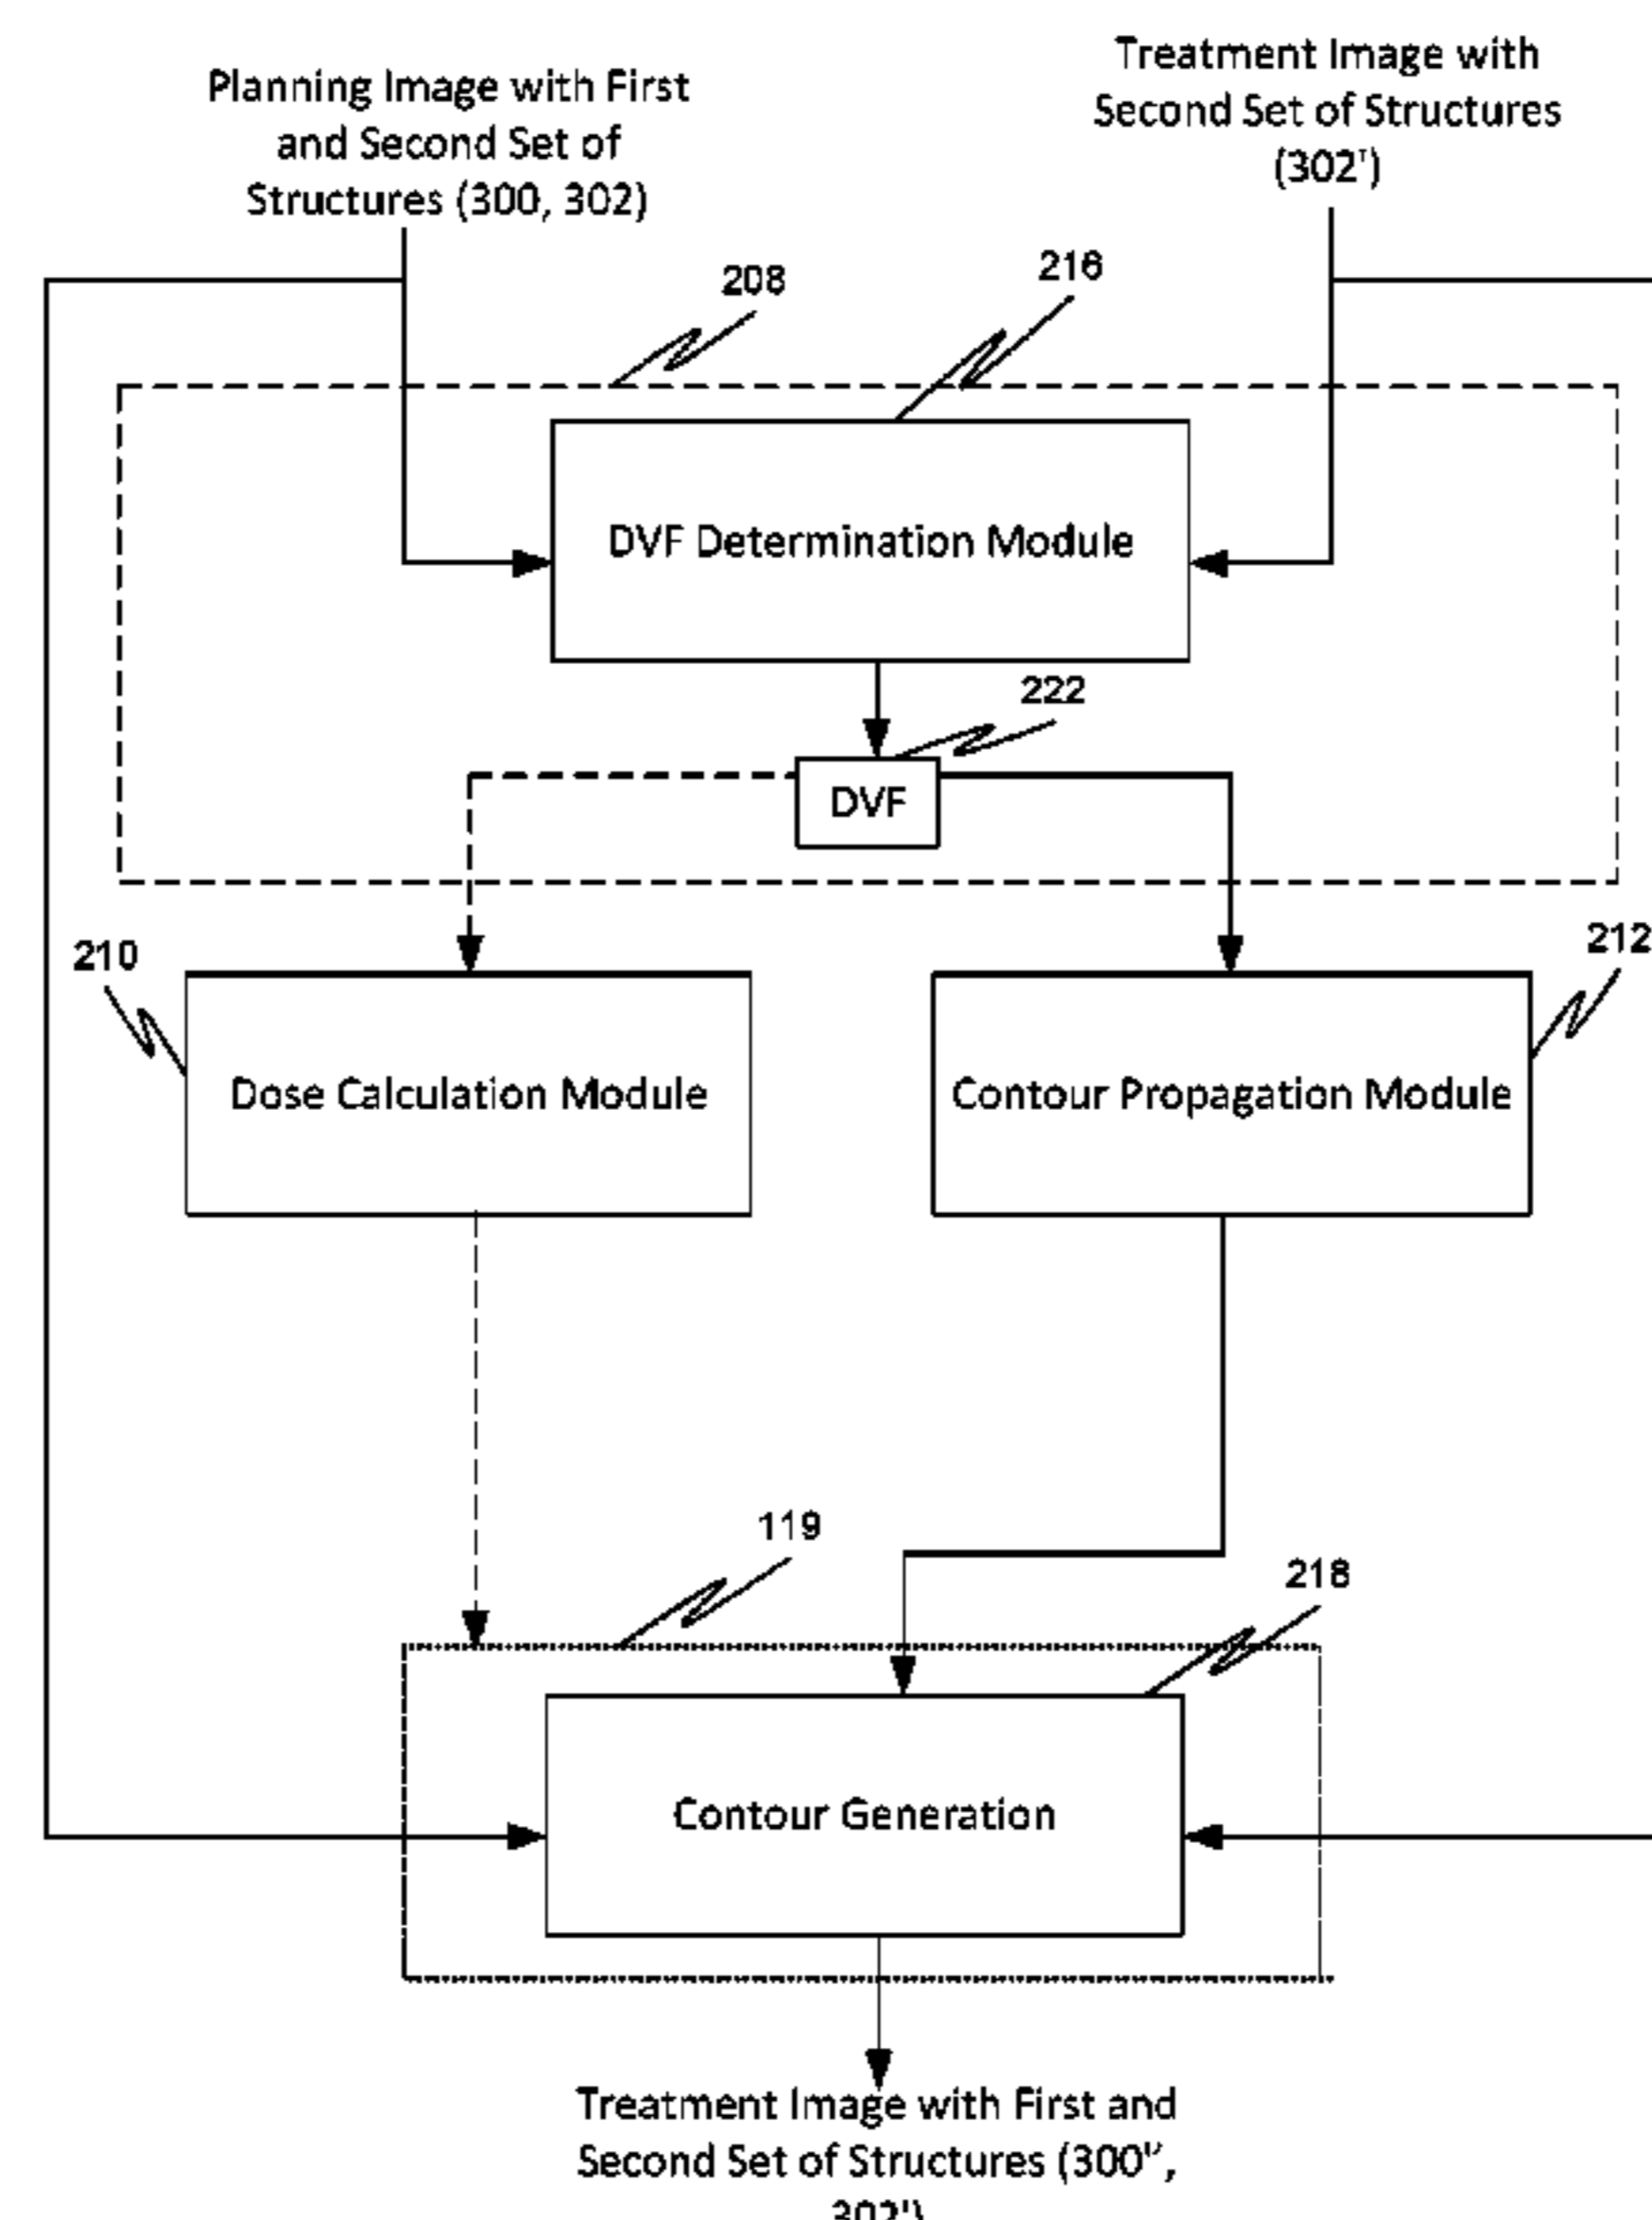 Planning Image with First
and Second Set of
Structures (300, 302)
Treatment Image with
Second Set of Structures
(302')
208
216
DVF Determination Module
222
DVF
210
212
Dose Calculation Module
Contour Propagation Module
119
218
Contour Generation
Treatment Image with First and
Second Set of Structures (300'',
302')